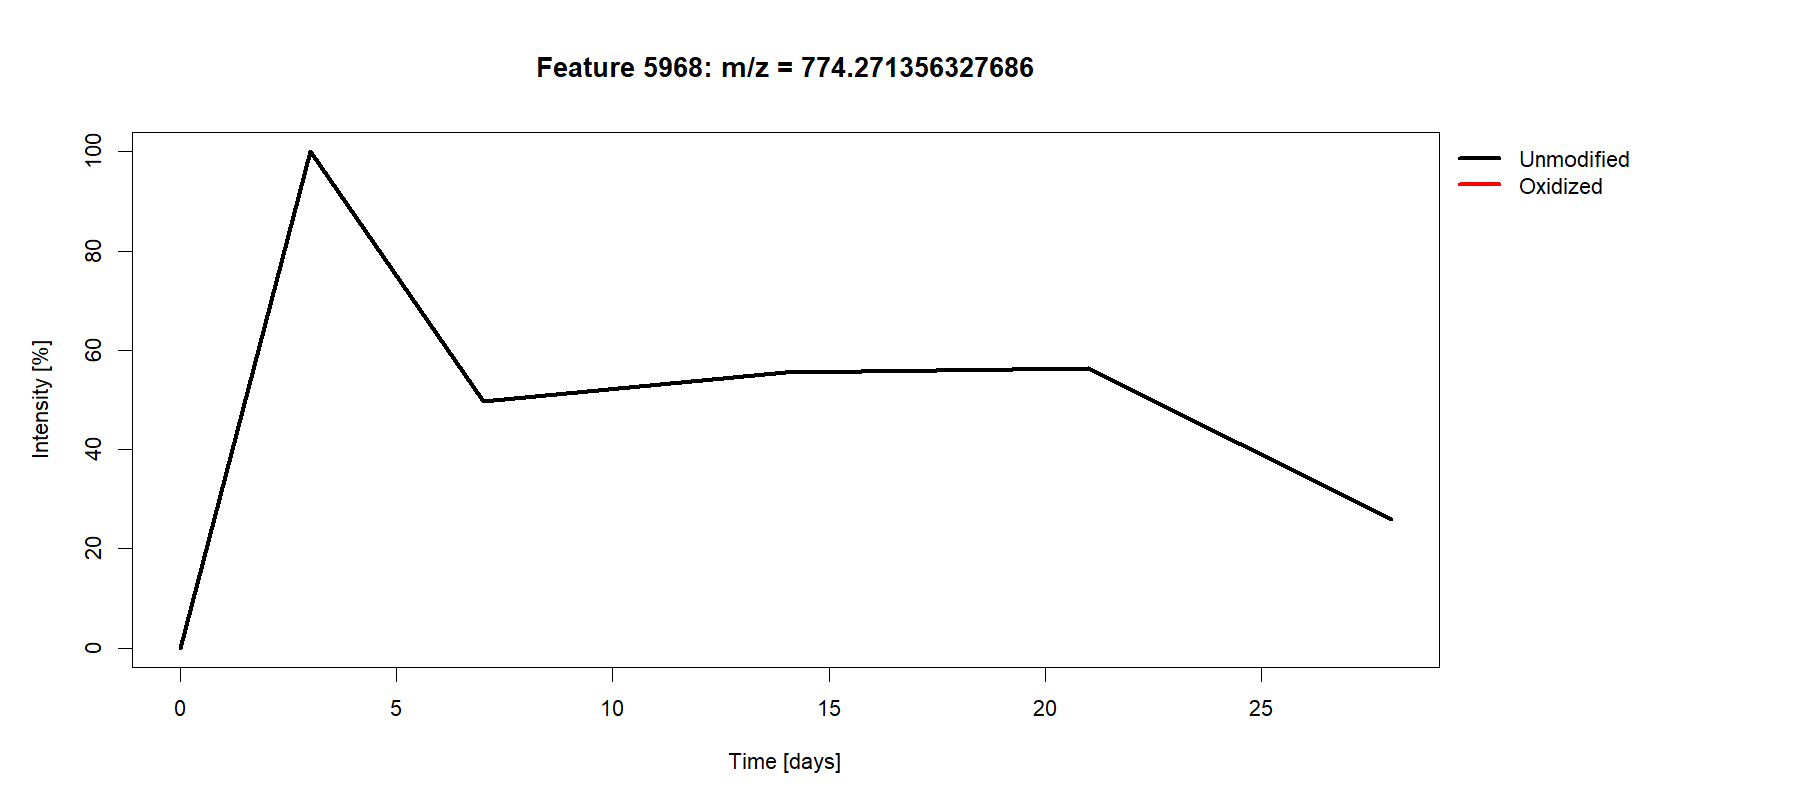 Feature 5968: m/z = 774.271356327686
Unmodified
Oxidized
Intensity [%]
100
80
60
40
20
0
0 5 10 15 20 25
Time [days]